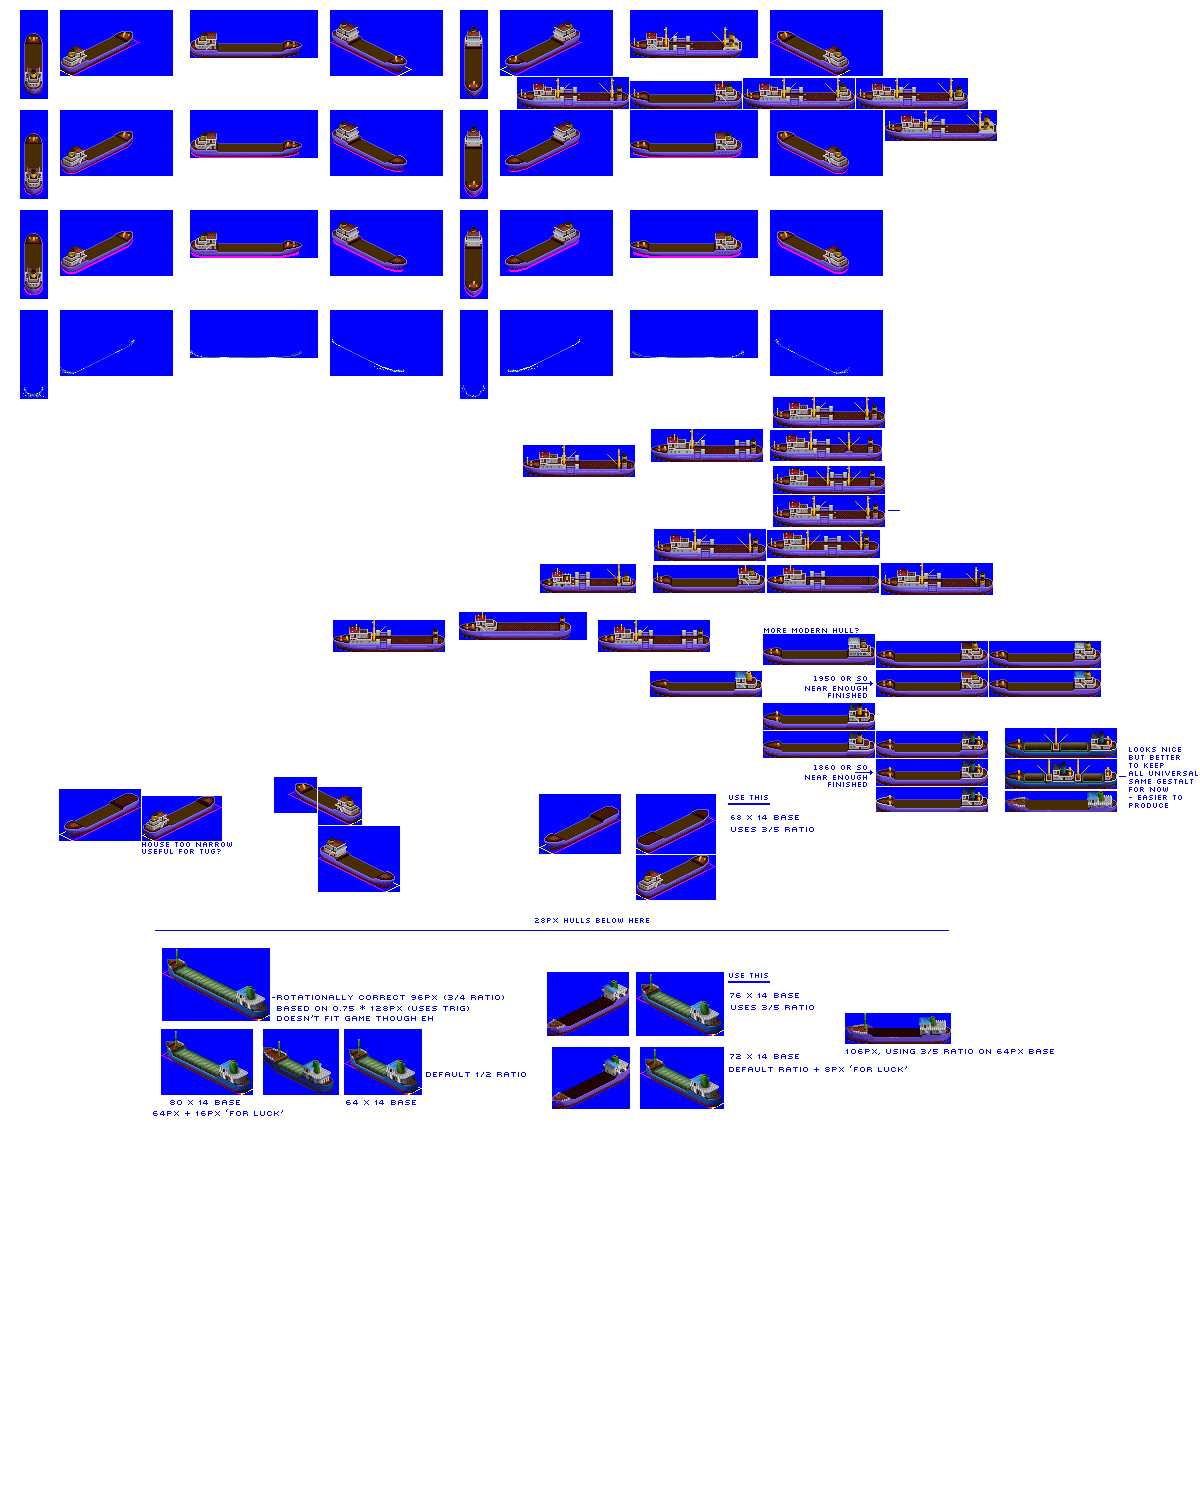 MORE MODERN HULL?
1950 OR SO
NEAR ENOUGH
FINISHED
LOOKS NICE
BUT BETTER
TO KEEP
ALL UNIVERSAL
SAME GESTALT
FOR NOW
- EASIER TO
PRODUCE
1860 OR SO
NEAR ENOUGH
FINISHED
USE THIS
68 X 14 BASE
USES 3/5 RATIO
HOUSE TOO NARROW
USEFUL FOR TUG?
28PX HULLS BELOW HERE
-ROTATIONALLY CORRECT 96PX (3/4 RATIO)
BASED ON 0.75 * 128PX (USES TRIG)
DOESN'T FIT GAME THOUGH EH
USE THIS
76 X 14 BASE
USES 3/5 RATIO
106PX, USING 3/5 RATIO ON 64PX BASE
72 X 14 BASE
DEFAULT RATIO + 8PX 'FOR LUCK'
DEFAULT 1/2 RATIO
80 X 14 BASE
64PX + 16PX 'FOR LUCK'
64 X 14 BASE